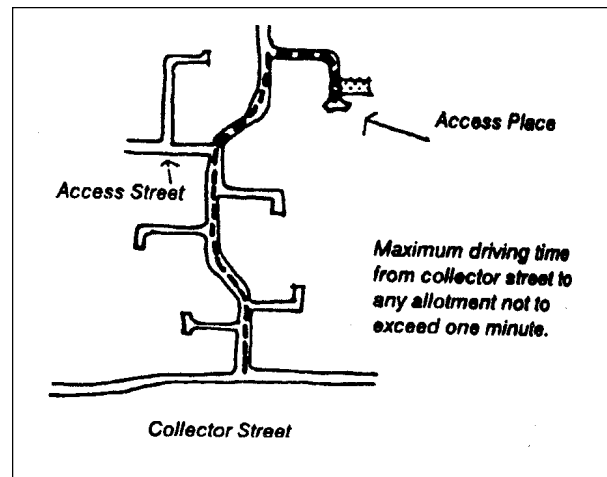 Access Place
Access Street
Maximum driving time
from collector street to
any allotment not to
exceed one minute.
Collector Street